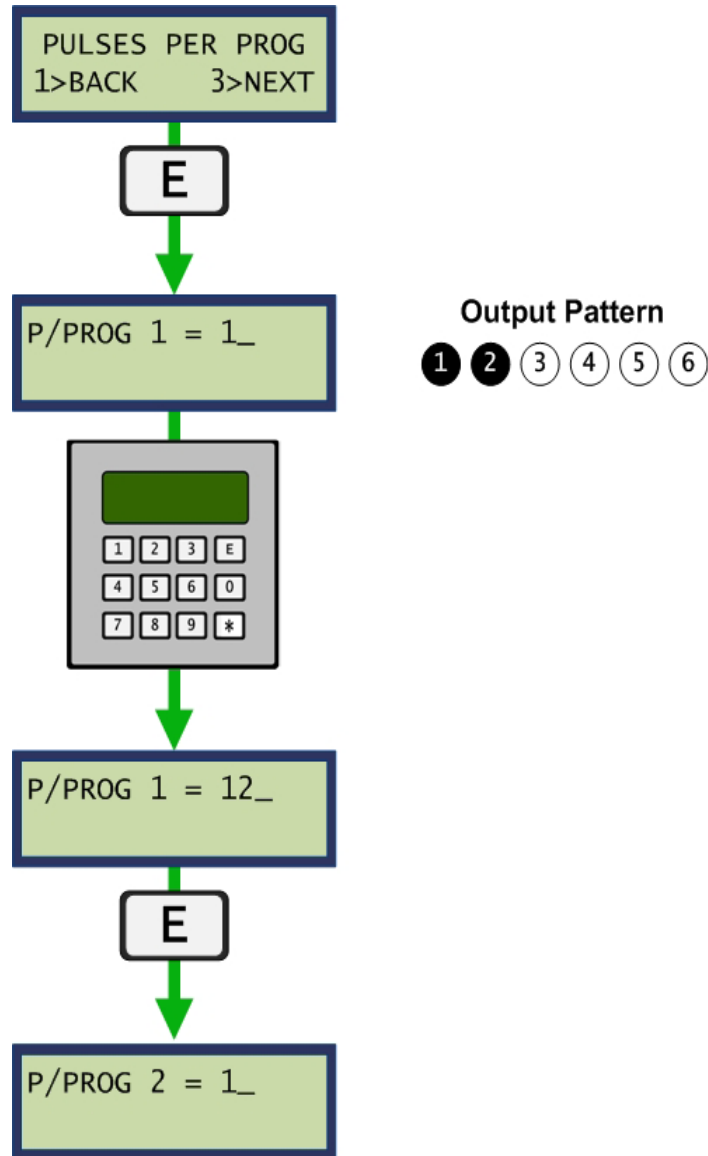 PULSES PER PROG
1>BACK 3>NEXT
E
P/PROG 1 = 1_
Output Pattern
1 2 3 4 5 6
1 2 3 E
4 5 6 0
7 8 9 *
P/PROG 1 = 12_
E
P/PROG 2 = 1_